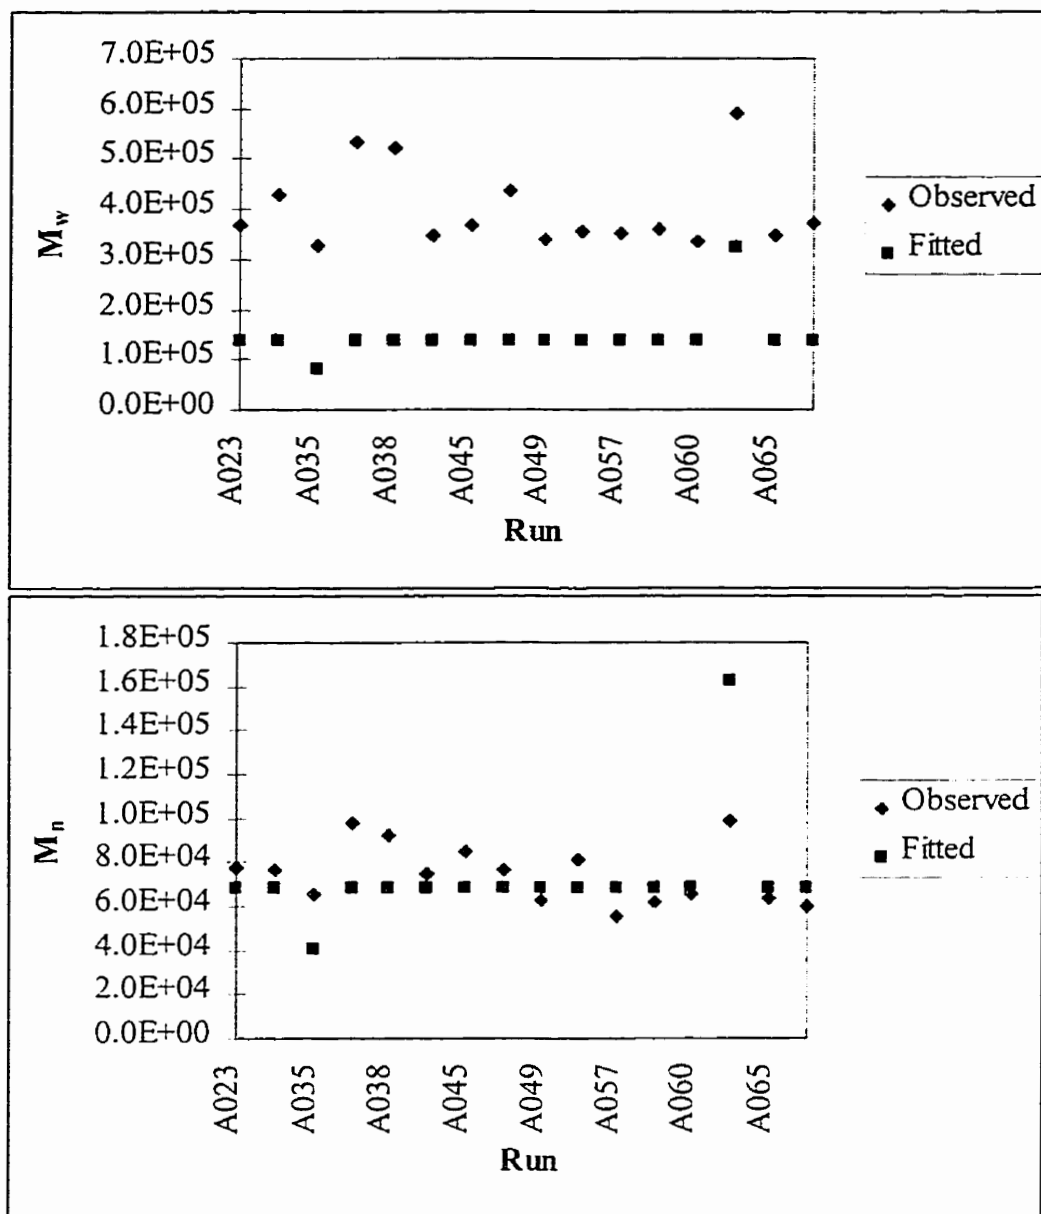 7.0E+05
6.0E+05
5.0E+05
4.0E+05
3.0E+05
2.0E+05
1.0E+05
0.0E+00
Mw
A023
A035
A038
A045
A049
A057
A060
A065
Run
Observed
Fitted
1.8E+05
1.6E+05
1.4E+05
1.2E+05
1.0E+05
8.0E+04
6.0E+04
4.0E+04
2.0E+04
0.0E+00
Mn
A023
A035
A038
A045
A049
A057
A060
A065
Run
Observed
Fitted